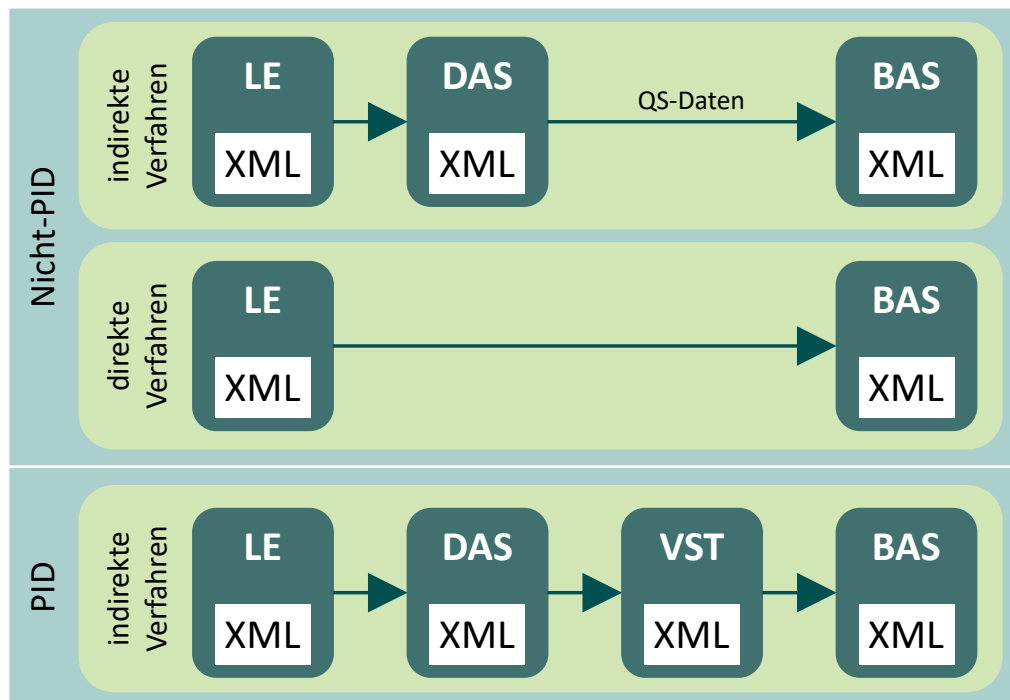 Nicht-PID
indirekte
Verfahren
LE
XML
DAS
XML
QS-Daten
BAS
XML
direkte
Verfahren
LE
XML
BAS
XML
PID
indirekte
Verfahren
LE
XML
DAS
XML
VST
XML
BAS
XML